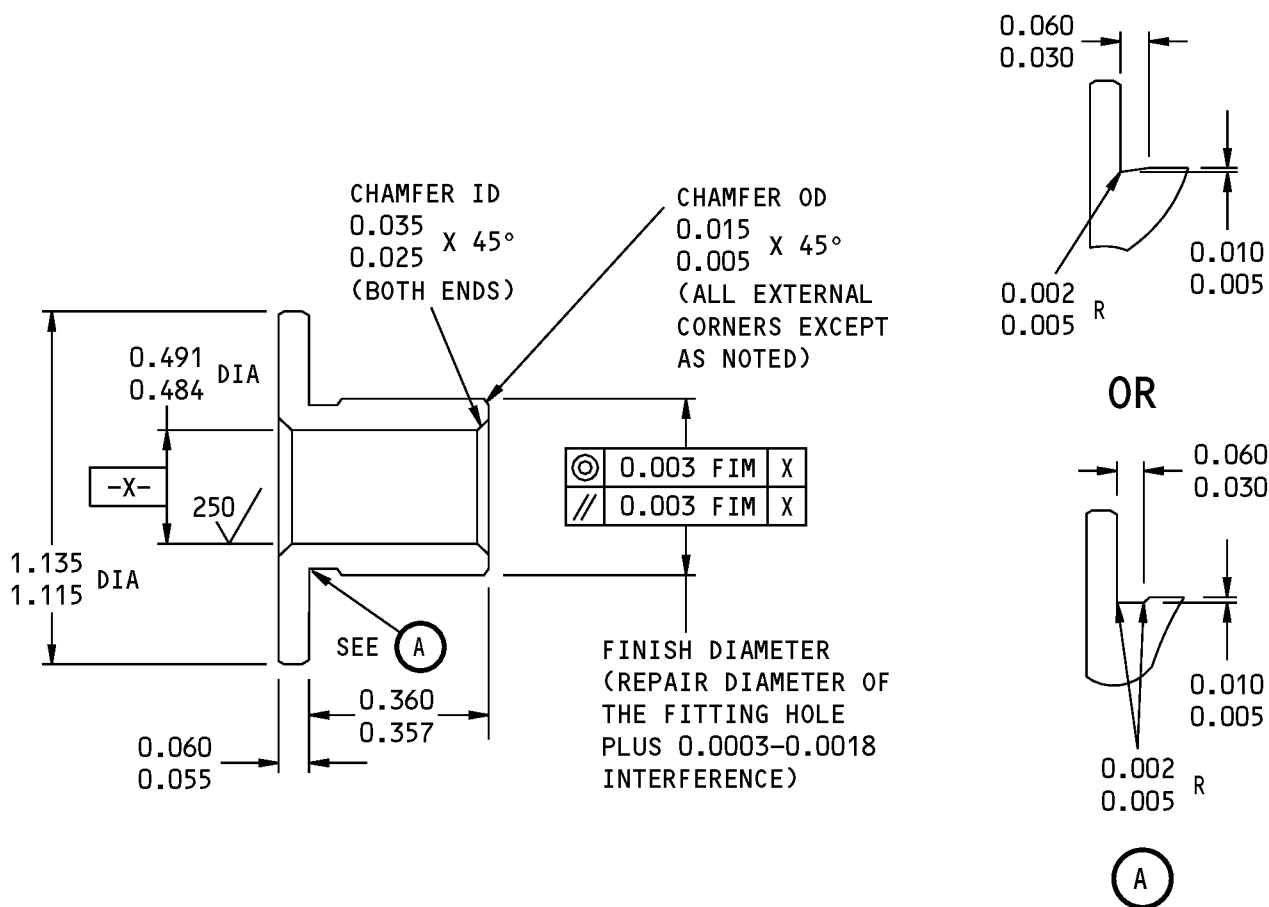 CHAMFER ID
0.035
0.025 X 45°
(BOTH ENDS)
CHAMFER OD
0.015
0.005 X 45°
(ALL EXTERNAL
CORNERS EXCEPT
AS NOTED)
0.491
0.484 DIA
-X-
250
1.135
1.115 DIA
0.003 FIM X
// 0.003 FIM X
SEE A
0.360
0.357
0.060
0.055
FINISH DIAMETER
(REPAIR DIAMETER OF
THE FITTING HOLE
PLUS 0.0003-0.0018
INTERFERENCE)
0.060
0.030
0.010
0.005
0.002
0.005 R
OR
0.060
0.030
0.010
0.005
0.002
0.005 R
A